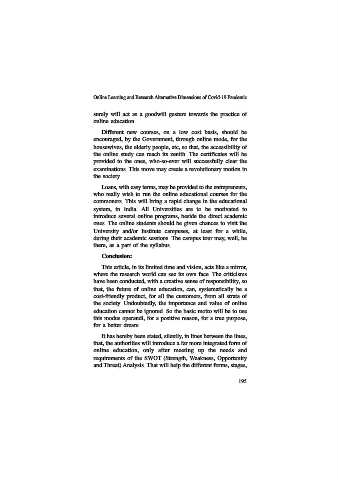 Online Learning and Research Alternative Dimensions of Covid-19 Pandemic
surely will act as a goodwill gesture towards the practice of
online education.
Different new courses, on a low cost basis, should be
encouraged, by the Government, through online mode, for the
housewives, the elderly people, etc, so that, the accessibility of
the online study can reach its zenith. The certificates will be
provided to the ones, who-so-ever will successfully clear the
examinations. This move may create a revolutionary motion in
the society.
Loans, with easy terms, may be provided to the entrepreneurs,
who really wish to run the online educational courses for the
commoners. This will bring a rapid change in the educational
system, in India. All Universities are to be motivated to
introduce several online programs, beside the direct academic
ones. The online students should be given chances to visit the
University and/or Institute campuses, at least for a while,
during their academic sessions. The campus tour may, well, be
there, as a part of the syllabus.
Conclusion:
This article, in its limited time and vision, acts like a mirror,
where the research world can see its own face. The criticisms
have been conducted, with a creative sense of responsibility, so
that, the future of online education, can, systematically be a
cost-friendly product, for all the customers, from all strata of
the society. Undoubtedly, the importance and value of online
education cannot be ignored. So the basic motto will be to use
this modus operandi, for a positive reason, for a true purpose,
for a better dream.
It has hereby been stated, silently, in lines between the lines,
that, the authorities will introduce a far more integrated form of
online education, only after meeting up the needs and
requirements of the SWOT (Strength, Weakness, Opportunity
and Threat) Analysis. That will help the different forms, stages,
195